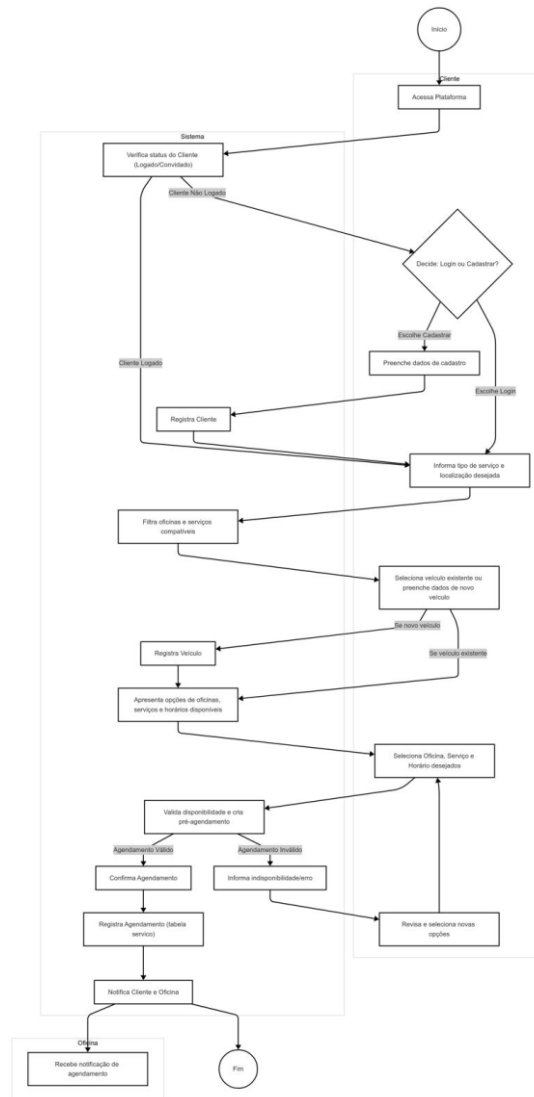 Início
Cliente
Acessa Plataforma
Sistema
Verifica status do Cliente
(Logado/Convidado)
Cliente Não Logado
Decide: Login ou Cadastrar?
Escolhe Cadastrar
Cliente Logado
Preenche dados de cadastro
Escolhe Login
Registra Cliente
Informa tipo de serviço e
localização desejada
Filtra oficinas e serviços
compatíveis
Seleciona veículo existente ou
preenche dados de novo
veículo
Se novo veículo
Registra Veículo
Se veículo existente
Apresenta opções de oficinas,
serviços e horários disponíveis
Seleciona Oficina, Serviço e
Horário desejados
Valida disponibilidade e cria
pré-agendamento
Agendamento Válido
Agendamento Inválido
Confirma Agendamento
Informa indisponibilidade/erro
Registra Agendamento (tabela
servico)
Revisa e seleciona novas
opções
Notifica Cliente e Oficina
Oficina
Recebe notificação de
agendamento
Fim